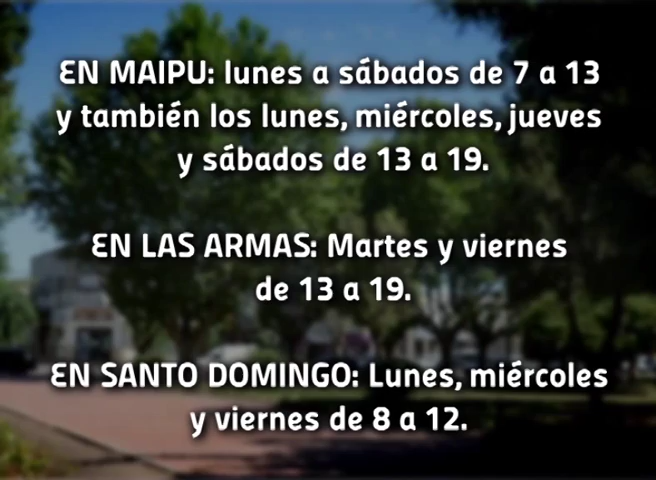 EN MAIPU: lunes a sábados de 7 a 13
y también los lunes, miércoles, jueves
y sábados de 13 a 19.
EN LAS ARMAS: Martes y viernes
de 13 a 19.
EN SANTO DOMINGO: Lunes, miércoles
y viernes de 8 a 12.